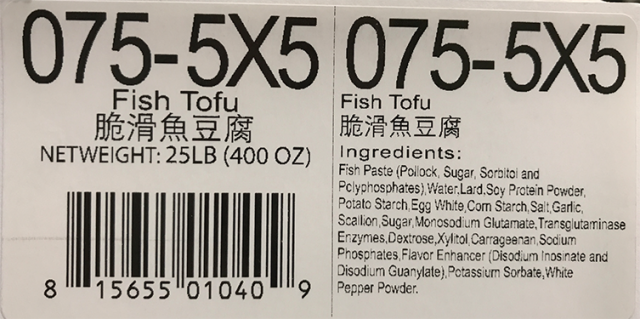 075-5X5
Fish Tofu
脆滑魚豆腐
NETWEIGHT: 25LB (400 OZ)
8 15655 01040 9
075-5X5
Fish Tofu
脆滑魚豆腐
Ingredients:
Fish Paste (Pollock, Sugar, Sorbitol and
Polyphosphates),Water.Lard,Soy Protein Powder,
Potato Starch,Egg White,Corn Starch,Salt,Garlic,
Scallion,Sugar,Monosodium Glutamate,Transglutaminase
Enzymes,Dextrose,Xylitol,Carrageenan,Sodium
Phosphates,Flavor Enhancer (Disodium Inosinate and
Disodium Guanylate),Potassium Sorbate,White
Pepper Powder.